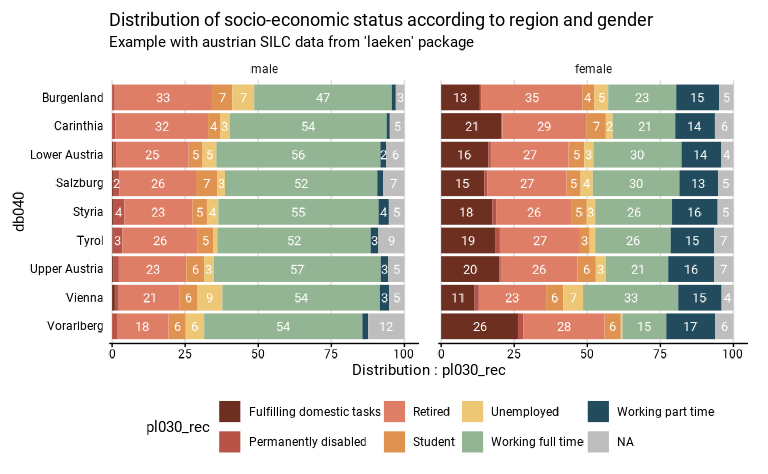 Distribution of socio-economic status according to region and gender
Example with austrian SILC data from 'laeken' package
male female
db040
Burgenland 33 7 7 47 3 13 35 4 5 23 15 5
Carinthia 32 4 3 54 5 21 29 7 2 21 14 6
Lower Austria 25 5 5 56 2 6 16 27 5 3 30 14 4
Salzburg 2 26 7 3 52 7 15 27 5 4 30 13 5
Styria 4 23 5 4 55 4 5 18 26 5 3 26 16 5
Tyrol 3 26 5 52 3 9 19 27 3 26 15 7
Upper Austria 23 6 3 57 3 5 20 26 6 3 21 16 7
Vienna 21 6 9 54 3 5 11 23 6 7 33 15 4
Vorarlberg 18 6 6 54 12 26 28 6 15 17 6
0 25 50 75 100 0 25 50 75 100
Distribution : pl030_rec
pl030_rec
Fulfilling domestic tasks Retired Unemployed Working part time
Permanently disabled Student Working full time NA